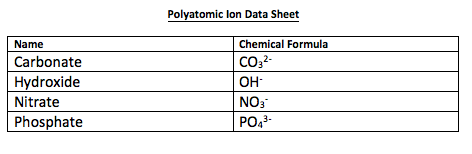 Polyatomic Ion Data Sheet
Name Chemical Formula
Carbonate CO₃²⁻
Hydroxide OH⁻
Nitrate NO₃⁻
Phosphate PO₄³⁻